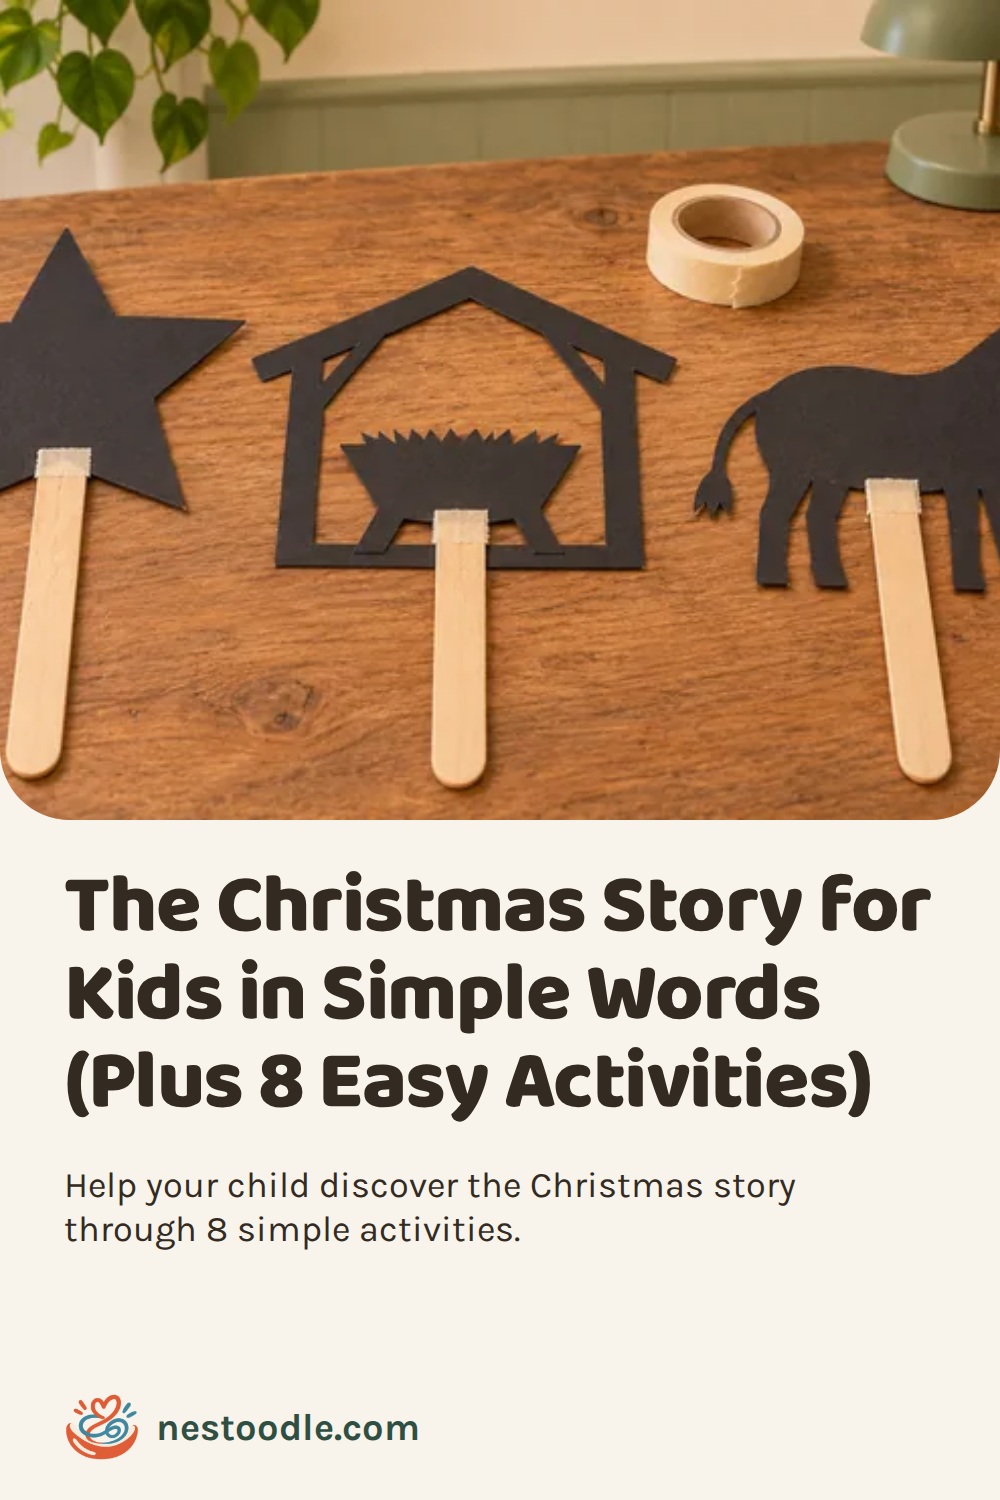 The Christmas Story for
Kids in Simple Words
(Plus 8 Easy Activities)
Help your child discover the Christmas story
through 8 simple activities.
nestoodle.com